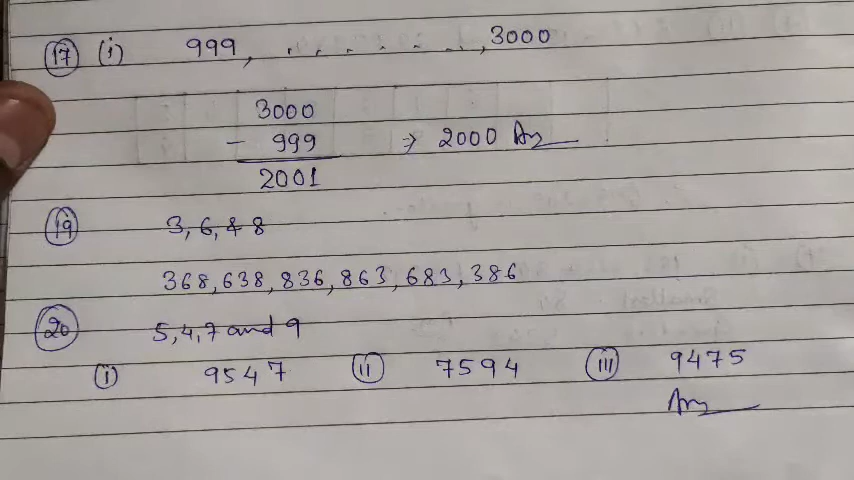 17 (i) 999, . . . . . . . . , 3000
3000
- 999 → 2000 Ans
2001
19 3, 6, & 8
368, 638, 836, 863, 683, 386
20 5, 4, 7 and 9
(i) 9547 (ii) 7594 (iii) 9475
Ans